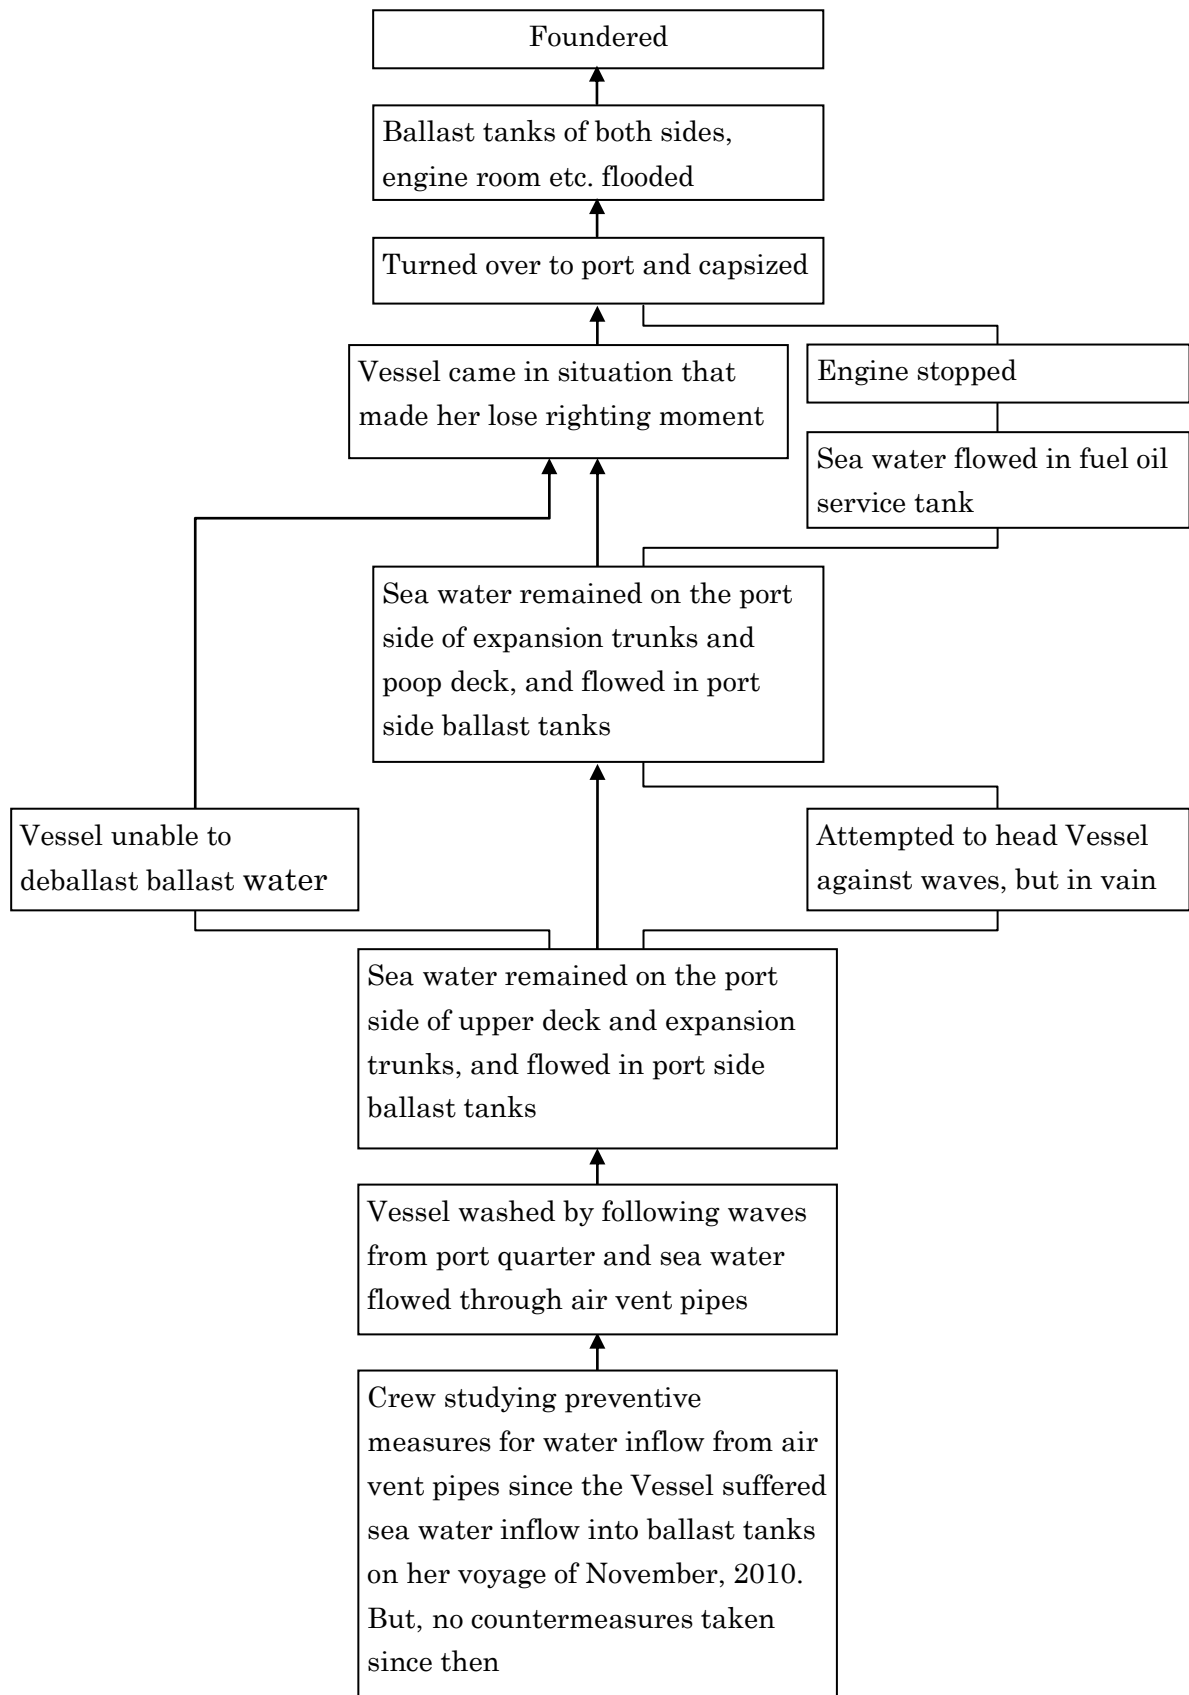 Foundered
Ballast tanks of both sides,
engine room etc. flooded
Turned over to port and capsized
Vessel came in situation that
made her lose righting moment
Engine stopped
Sea water flowed in fuel oil
service tank
Sea water remained on the port
side of expansion trunks and
poop deck, and flowed in port
side ballast tanks
Vessel unable to
deballast ballast water
Attempted to head Vessel
against waves, but in vain
Sea water remained on the port
side of upper deck and expansion
trunks, and flowed in port side
ballast tanks
Vessel washed by following waves
from port quarter and sea water
flowed through air vent pipes
Crew studying preventive
measures for water inflow from air
vent pipes since the Vessel suffered
sea water inflow into ballast tanks
on her voyage of November, 2010.
But, no countermeasures taken
since then